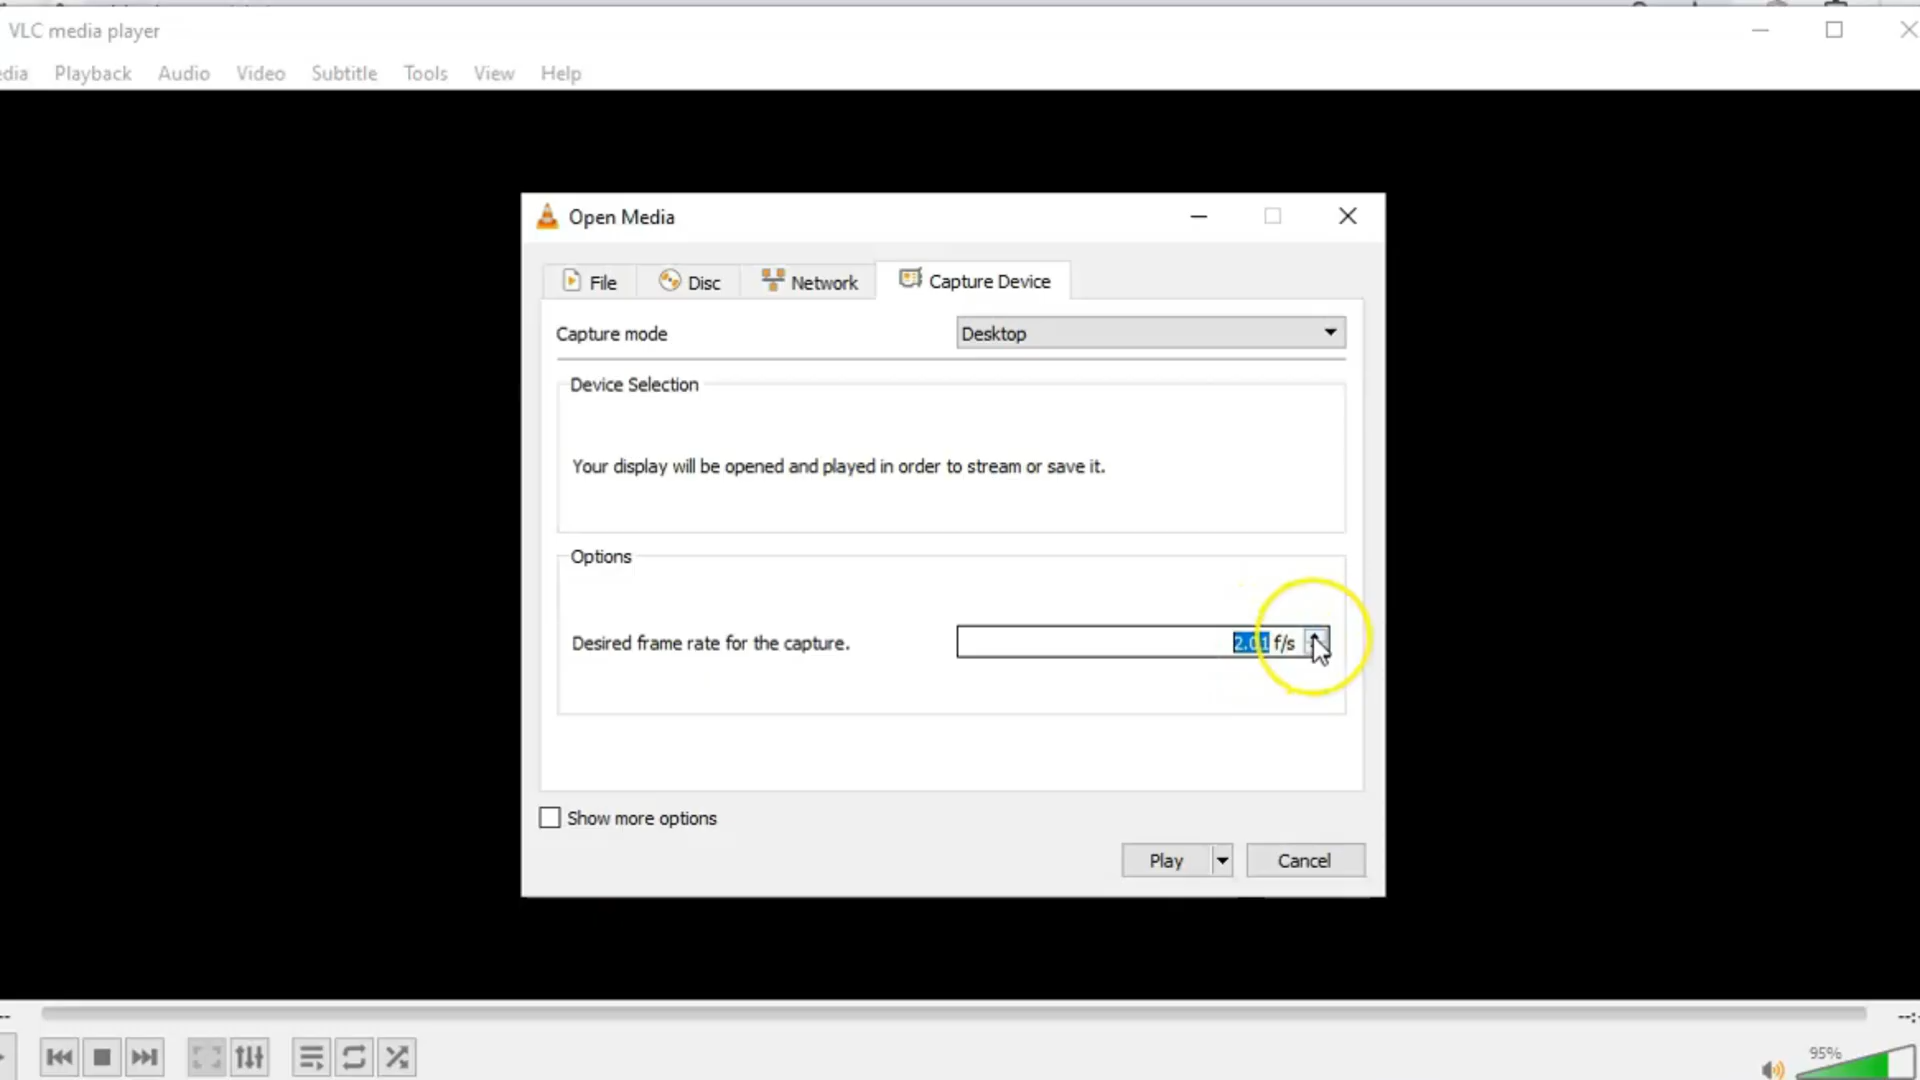 VLC media player
edia Playback Audio Video Subtitle Tools View Help
Open Media
File Disc Network Capture Device
Capture mode Desktop
Device Selection
Your display will be opened and played in order to stream or save it.
Options
Desired frame rate for the capture. 2.01 f/s
Show more options
Play Cancel
--
--:
95%